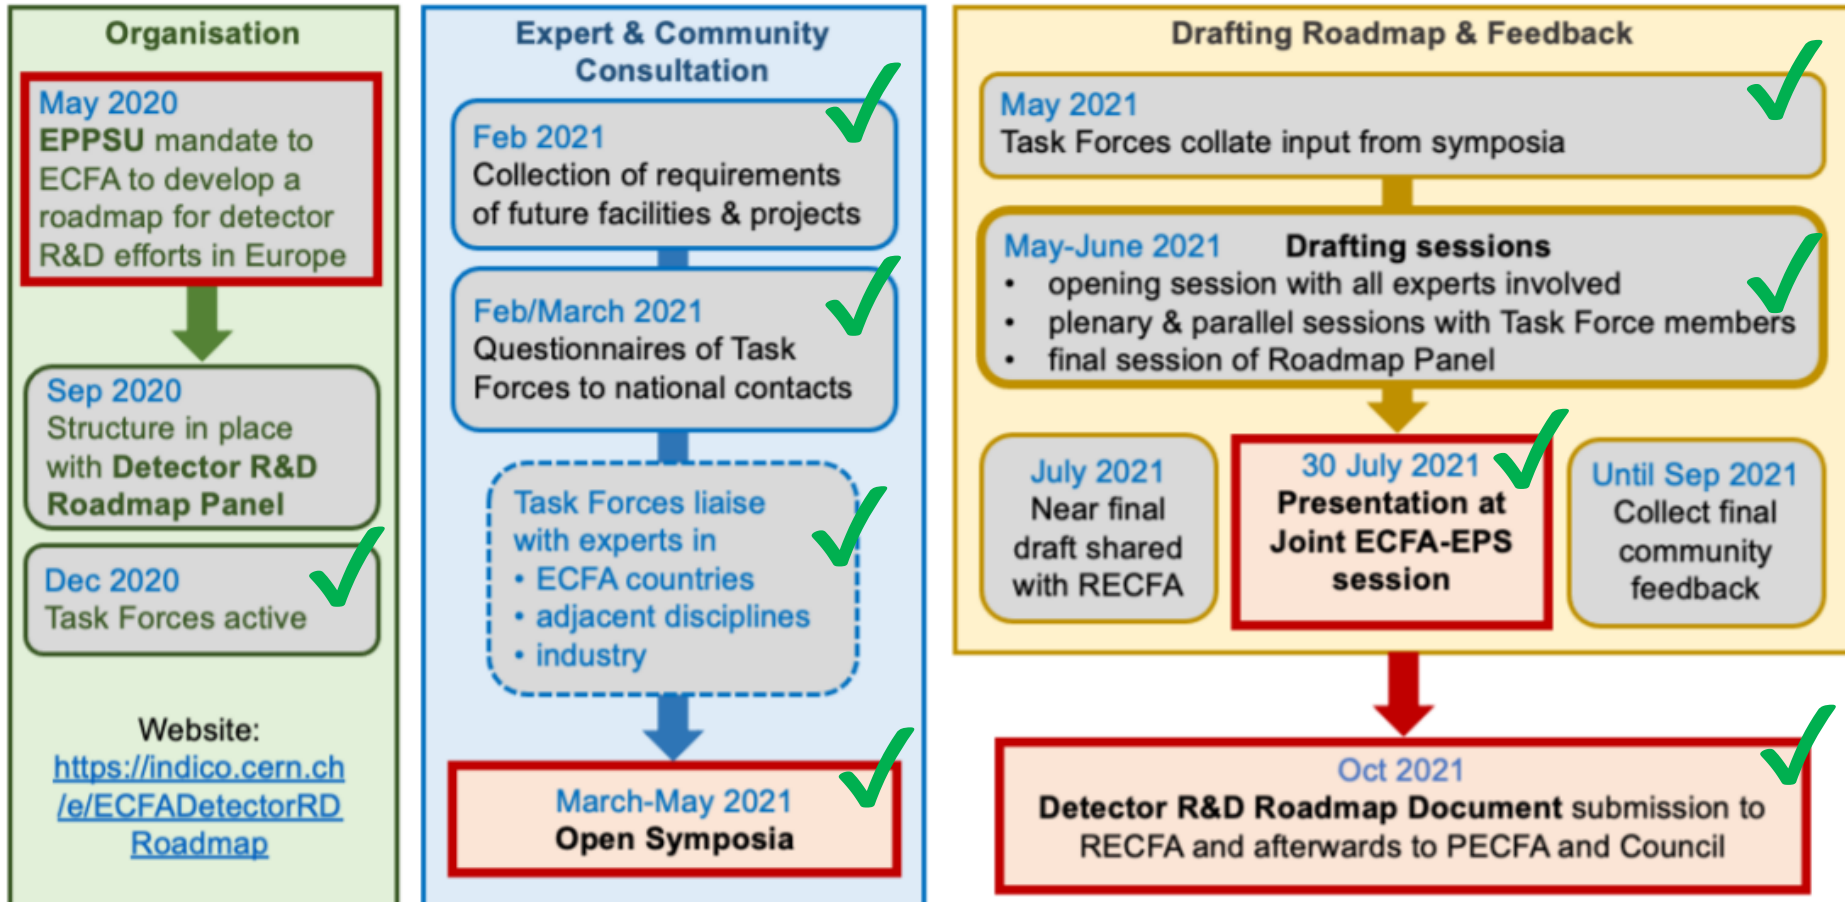 Organisation
May 2020
EPPSU mandate to
ECFA to develop a
roadmap for detector
R&D efforts in Europe
Sep 2020
Structure in place
with Detector R&D
Roadmap Panel
Dec 2020
Task Forces active
Website:
https://indico.cern.ch
/e/ECFADetectorRD
Roadmap
Expert & Community
Consultation
Feb 2021
Collection of requirements
of future facilities & projects
Feb/March 2021
Questionnaires of Task
Forces to national contacts
Task Forces liaise
with experts in
• ECFA countries
• adjacent disciplines
• industry
March-May 2021
Open Symposia
Drafting Roadmap & Feedback
May 2021
Task Forces collate input from symposia
May-June 2021 Drafting sessions
• opening session with all experts involved
• plenary & parallel sessions with Task Force members
• final session of Roadmap Panel
July 2021
Near final
draft shared
with RECFA
30 July 2021
Presentation at
Joint ECFA-EPS
session
Until Sep 2021
Collect final
community
feedback
Oct 2021
Detector R&D Roadmap Document submission to
RECFA and afterwards to PECFA and Council